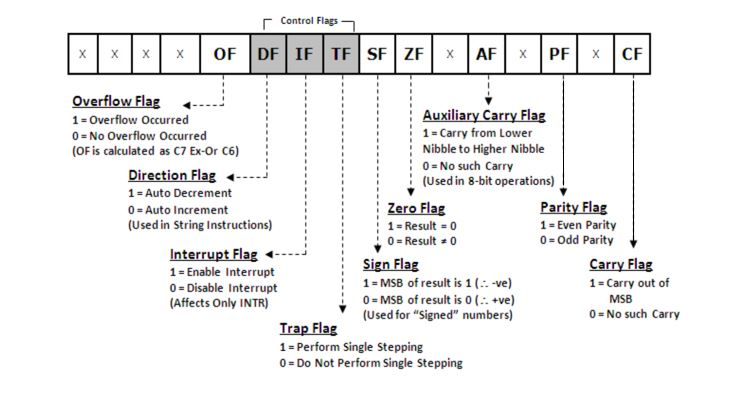 Control Flags
x x x x OF DF IF TF SF ZF x AF x PF x CF
Overflow Flag
1 = Overflow Occurred
0 = No Overflow Occurred
(OF is calculated as C7 Ex-Or C6)
Direction Flag
1 = Auto Decrement
0 = Auto Increment
(Used in String Instructions)
Interrupt Flag
1 = Enable Interrupt
0 = Disable Interrupt
(Affects Only INTR)
Trap Flag
1 = Perform Single Stepping
0 = Do Not Perform Single Stepping
Sign Flag
1 = MSB of result is 1 (∴ -ve)
0 = MSB of result is 0 (∴ +ve)
(Used for “Signed” numbers)
Zero Flag
1 = Result = 0
0 = Result ≠ 0
Auxiliary Carry Flag
1 = Carry from Lower
Nibble to Higher Nibble
0 = No such Carry
(Used in 8-bit operations)
Parity Flag
1 = Even Parity
0 = Odd Parity
Carry Flag
1 = Carry out of
MSB
0 = No such Carry